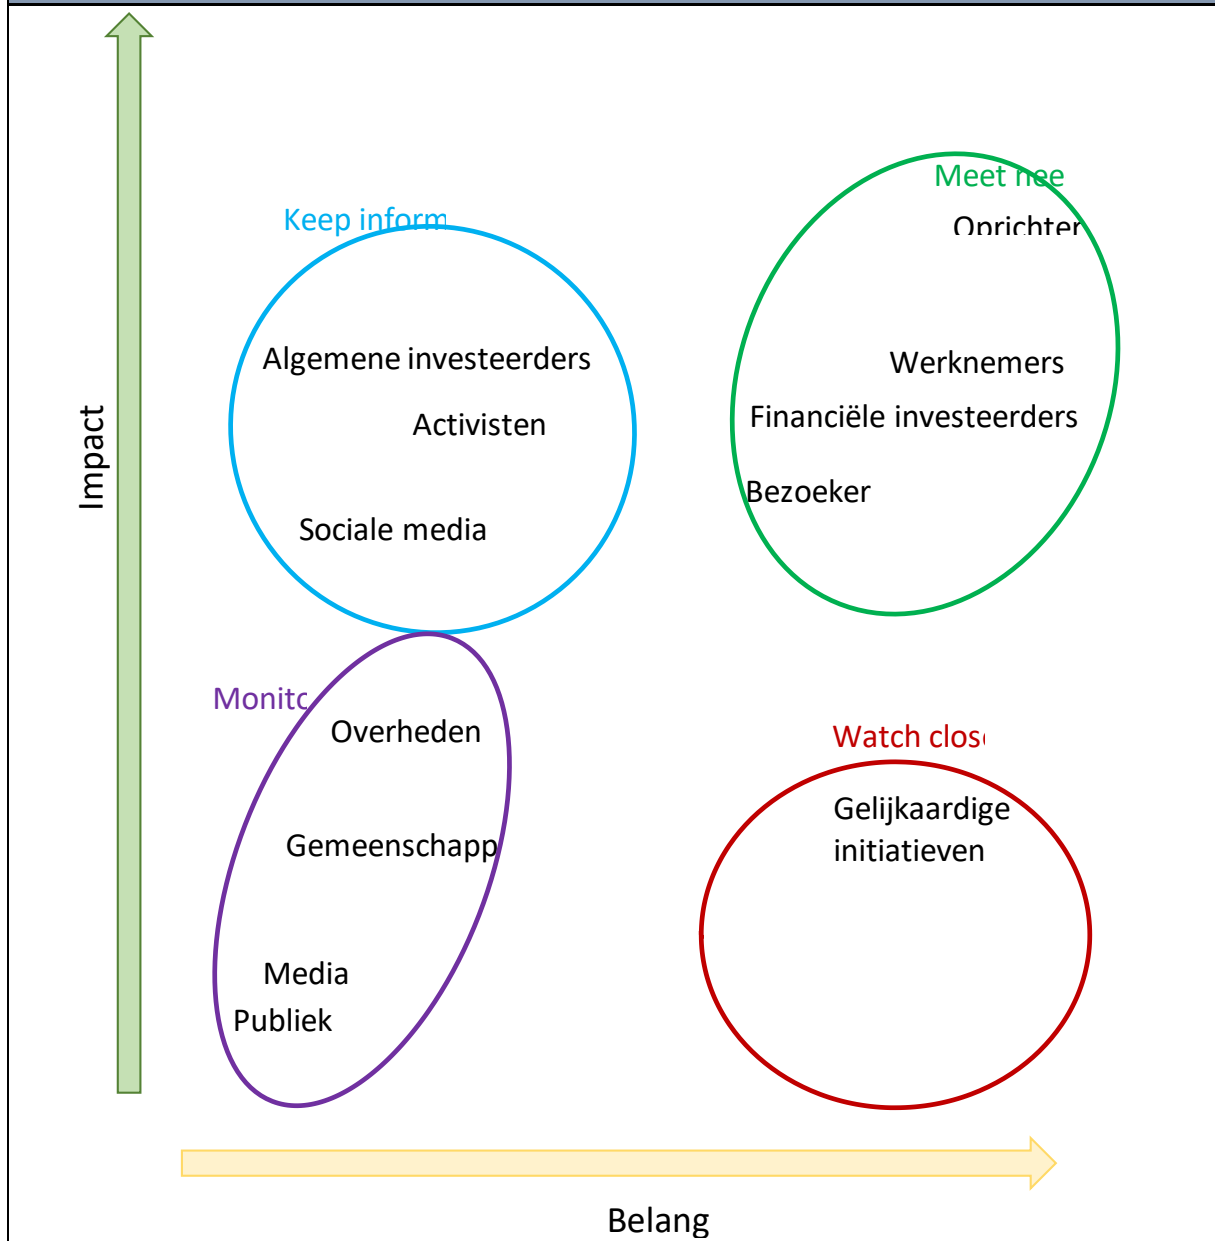 Meet nee
Oprichter
Keep inform
Algemene investeerders
Werknemers
Activisten
Financiële investeerders
Bezoeker
Sociale media
Impact
Monitc
Overheden
Watch close
Gelijkaardige
initiatieven
Gemeenschapp
Media
Publiek
Belang